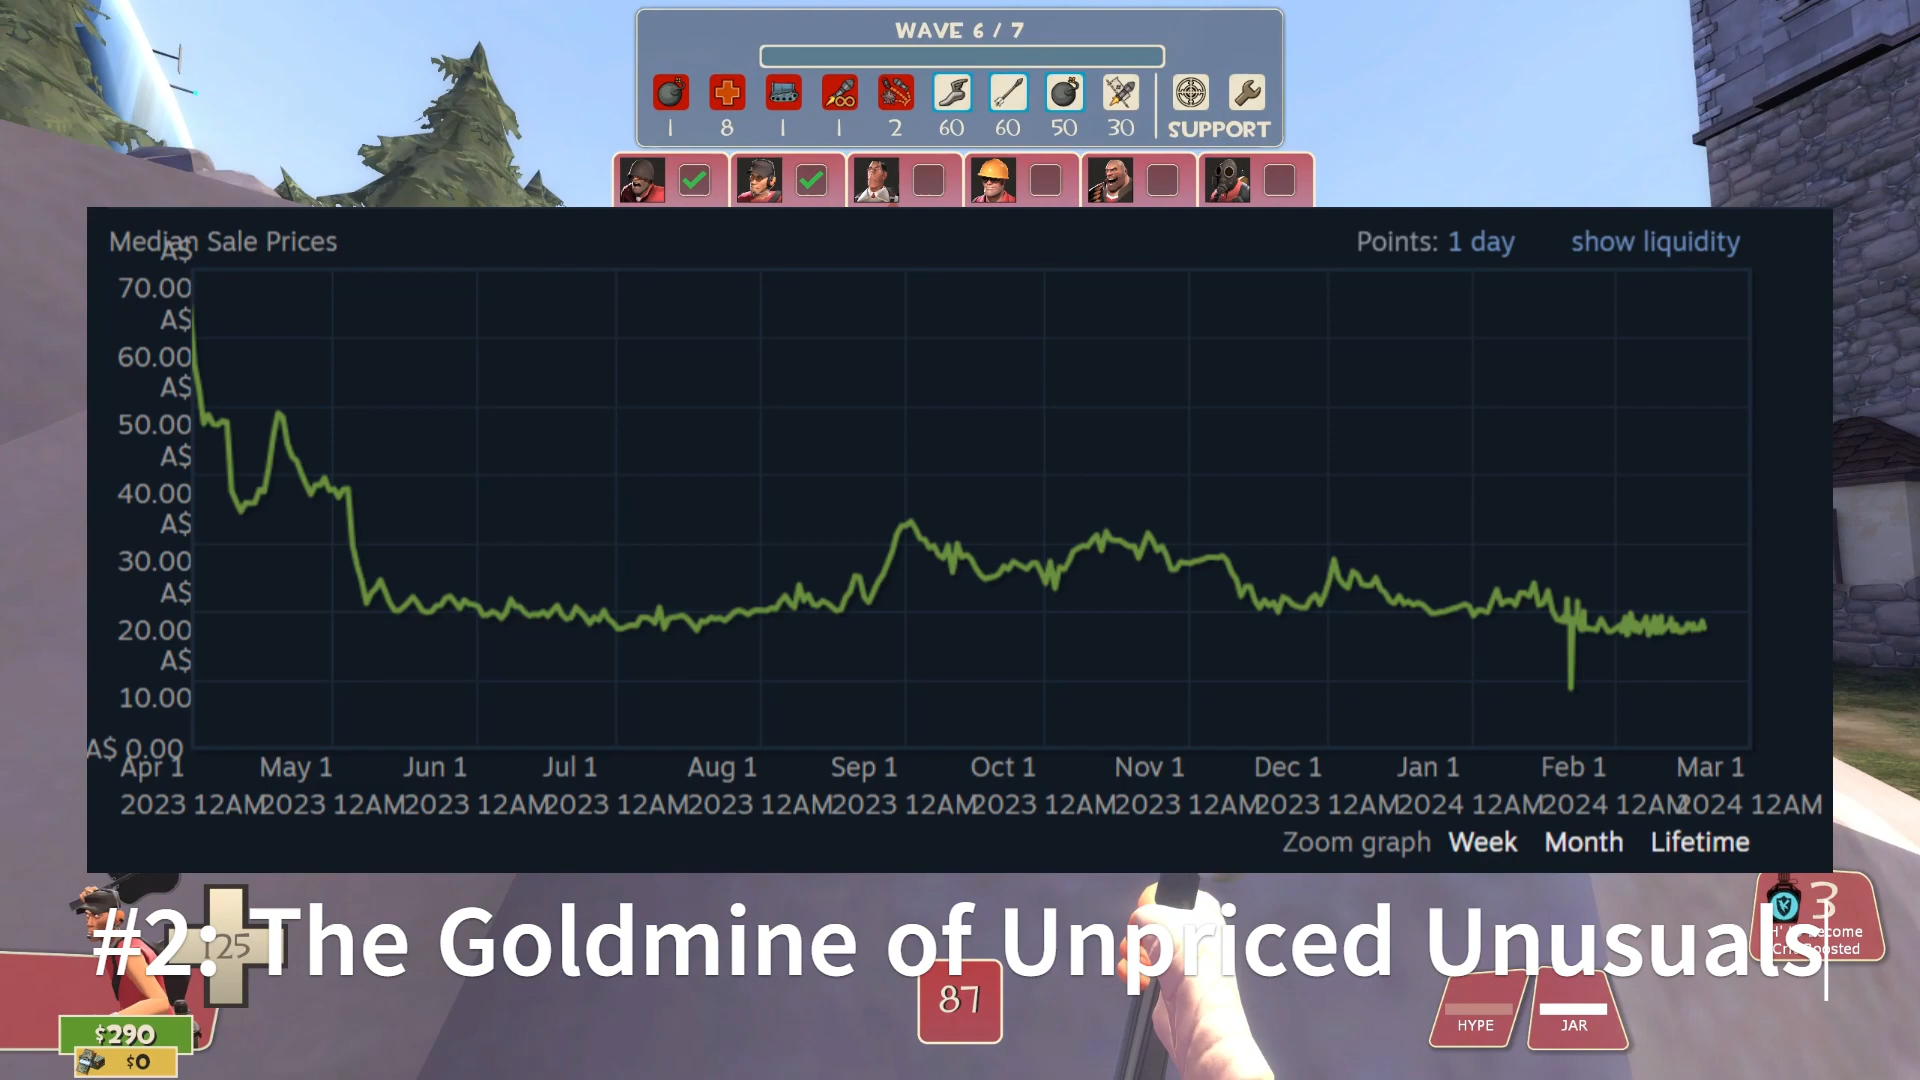 WAVE 6 / 7
1 8 1 1 2 60 60 50 30 SUPPORT
Median Sale Prices
Points: 1 day show liquidity
A$
70.00
A$
60.00
A$
50.00
A$
40.00
A$
30.00
A$
20.00
A$
10.00
A$ 0.00
Apr 1 May 1 Jun 1 Jul 1 Aug 1 Sep 1 Oct 1 Nov 1 Dec 1 Jan 1 Feb 1 Mar 1
2023 12AM 2023 12AM 2023 12AM 2023 12AM 2023 12AM 2023 12AM 2023 12AM 2023 12AM 2023 12AM 2024 12AM 2024 12AM 2024 12AM
Zoom graph Week Month Lifetime
3
#2: The Goldmine of Unpriced Unusuals
87
HYPE
JAR
$290
$0